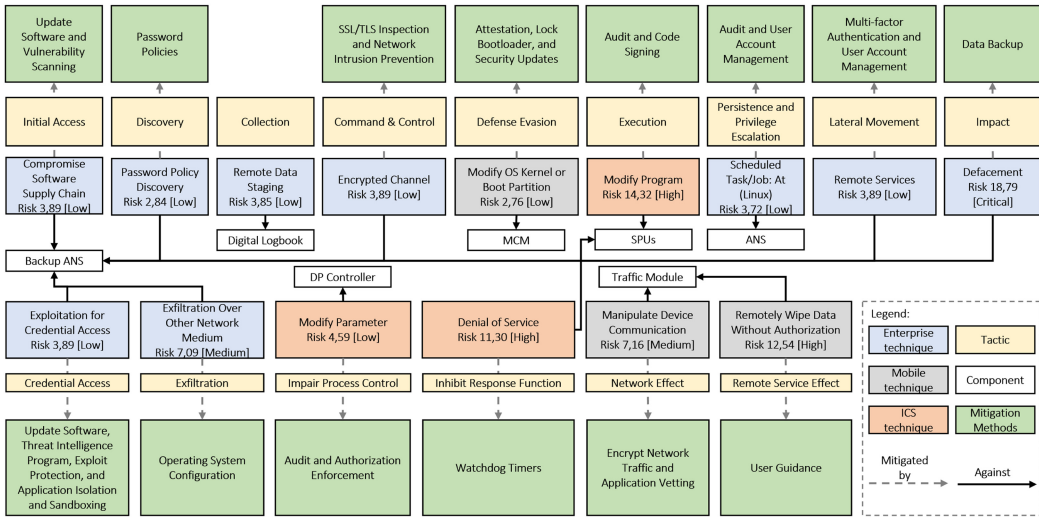 Update
Software and
Vulnerability
Scanning
Password
Policies
SSL/TLS Inspection
and Network
Intrusion Prevention
Attestation, Lock
Bootloader, and
Security Updates
Audit and Code
Signing
Audit and User
Account
Management
Multi-factor
Authentication and
User Account
Management
Data Backup
Initial Access
Discovery
Collection
Command & Control
Defense Evasion
Execution
Persistence and
Privilege
Escalation
Lateral Movement
Impact
Compromise
Software
Supply Chain
Risk 3,89 [Low]
Password Policy
Discovery
Risk 2,84 [Low]
Remote Data
Staging
Risk 3,85 [Low]
Encrypted Channel
Risk 3,89 [Low]
Modify OS Kernel or
Boot Partition
Risk 2,76 [Low]
Modify Program
Risk 14,32 [High]
Scheduled
Task/Job: At
(Linux)
Risk 3,72 [Low]
Remote Services
Risk 3,89 [Low]
Defacement
Risk 18,79
[Critical]
Digital Logbook
MCM
SPUs
ANS
Backup ANS
DP Controller
Traffic Module
Exploitation for
Credential Access
Risk 3,89 [Low]
Exfiltration Over
Other Network
Medium
Risk 7,09 [Medium]
Modify Parameter
Risk 4,59 [Low]
Denial of Service
Risk 11,30 [High]
Manipulate Device
Communication
Risk 7,16 [Medium]
Remotely Wipe Data
Without Authorization
Risk 12,54 [High]
Credential Access
Exfiltration
Impair Process Control
Inhibit Response Function
Network Effect
Remote Service Effect
Update Software,
Threat Intelligence
Program, Exploit
Protection, and
Application Isolation
and Sandboxing
Operating System
Configuration
Audit and Authorization
Enforcement
Watchdog Timers
Encrypt Network
Traffic and
Application Vetting
User Guidance
Legend:
Enterprise
technique
Tactic
Mobile
technique
Component
ICS
technique
Mitigation
Methods
Mitigated
by
Against